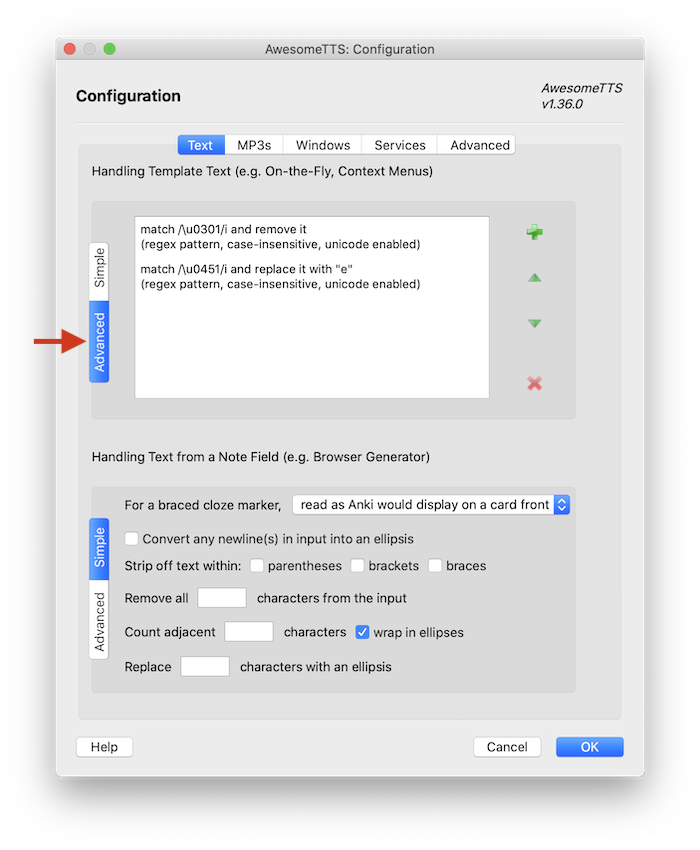 AwesomeTTS: Configuration
Configuration
AwesomeTTS
v1.36.0
Text MP3s Windows Services Advanced
Handling Template Text (e.g. On-the-Fly, Context Menus)
Simple
Advanced
match /\u0301/i and remove it
(regex pattern, case-insensitive, unicode enabled)
match /\u0451/i and replace it with "e"
(regex pattern, case-insensitive, unicode enabled)
Handling Text from a Note Field (e.g. Browser Generator)
Simple
Advanced
For a braced cloze marker, read as Anki would display on a card front
Convert any newline(s) in input into an ellipsis
Strip off text within: parentheses brackets braces
Remove all characters from the input
Count adjacent characters wrap in ellipses
Replace characters with an ellipsis
Help Cancel OK